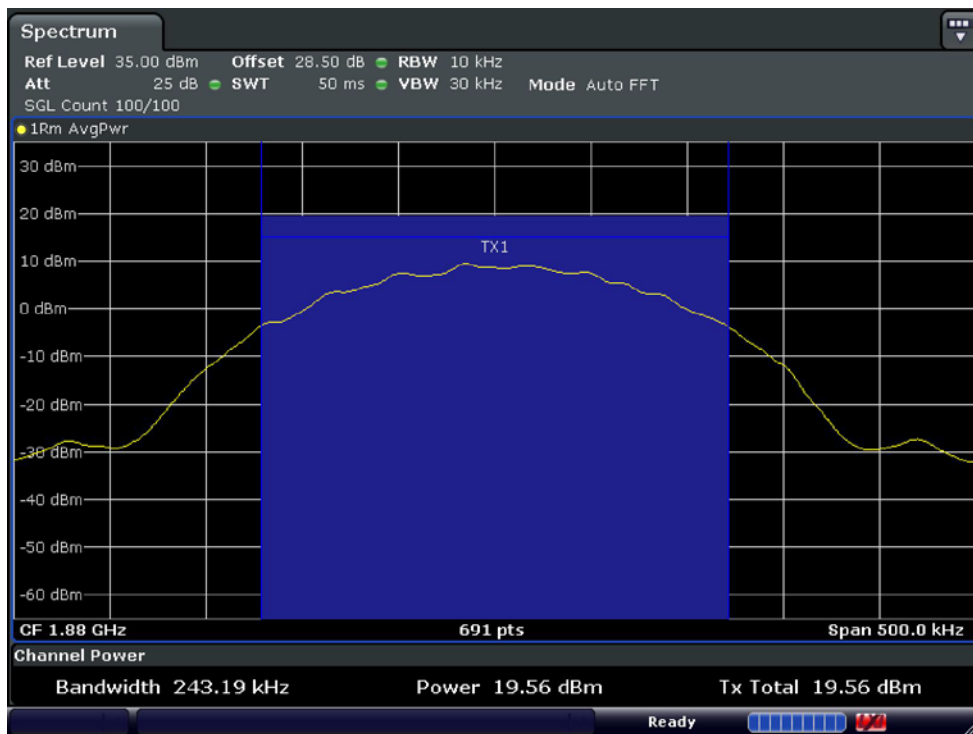 Spectrum
Ref Level 35.00 dBm Offset 28.50 dB RBW 10 kHz
Att 25 dB SWT 50 ms VBW 30 kHz Mode Auto FFT
SGL Count 100/100
1Rm AvgPwr
30 dBm
20 dBm
TX1
10 dBm
0 dBm
-10 dBm
-20 dBm
-30 dBm
-40 dBm
-50 dBm
-60 dBm
CF 1.88 GHz 691 pts Span 500.0 kHz
Channel Power
Bandwidth 243.19 kHz Power 19.56 dBm Tx Total 19.56 dBm
Ready